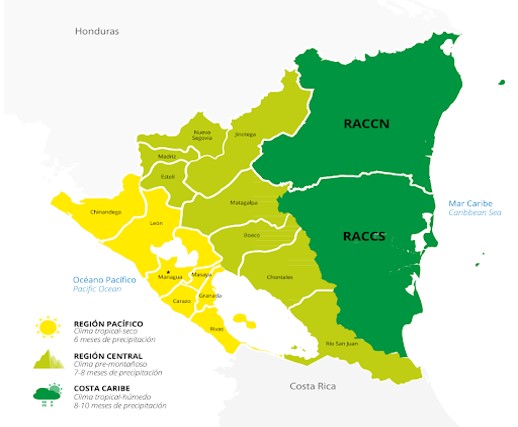 Honduras
RACCN
Nueva
Segovia
Jinotega
Madriz
Estelí
Matagalpa
Mar Caribe
Caribbean Sea
Chinandega
León
Boaco
RACCS
Océano Pacífico
Pacific Ocean
Managua
Masaya
Chontales
Granada
Carazo
Rivas
Río San Juan
REGIÓN PACÍFICO
Clima tropical-seco
6 meses de precipitación
REGIÓN CENTRAL
Clima pre-montañoso
7-8 meses de precipitación
COSTA CARIBE
Clima tropical-húmedo
8-10 meses de precipitación
Costa Rica